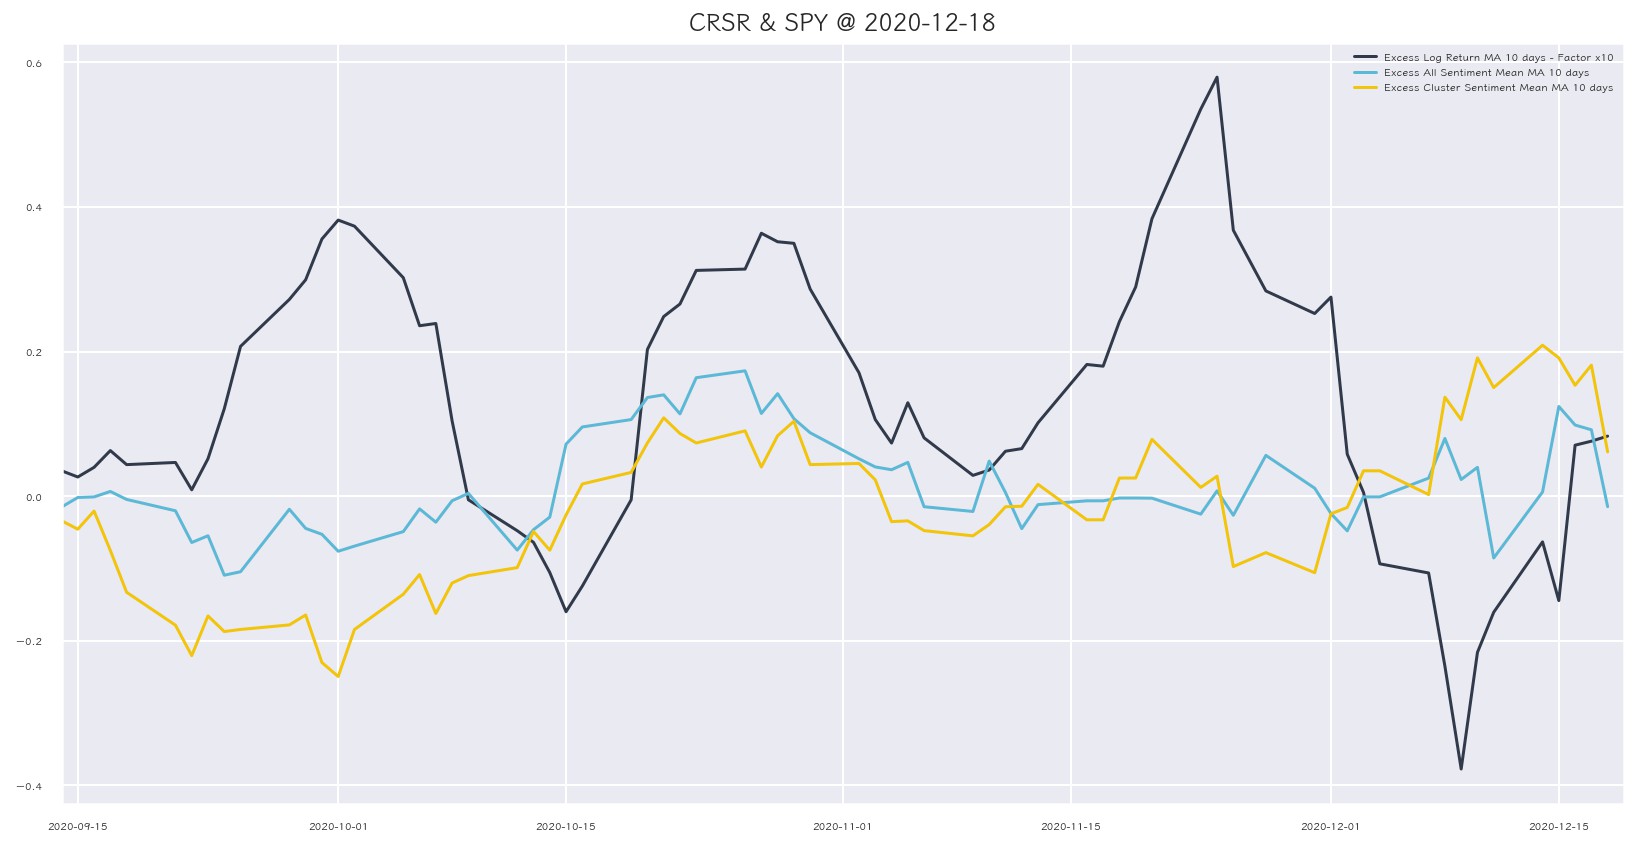 CRSR & SPY @ 2020-12-18
Excess Log Return MA 10 days - Factor x10
Excess All Sentiment Mean MA 10 days
Excess Cluster Sentiment Mean MA 10 days
0.6
0.4
0.2
0.0
−0.2
−0.4
2020-09-15 2020-10-01 2020-10-15 2020-11-01 2020-11-15 2020-12-01 2020-12-15